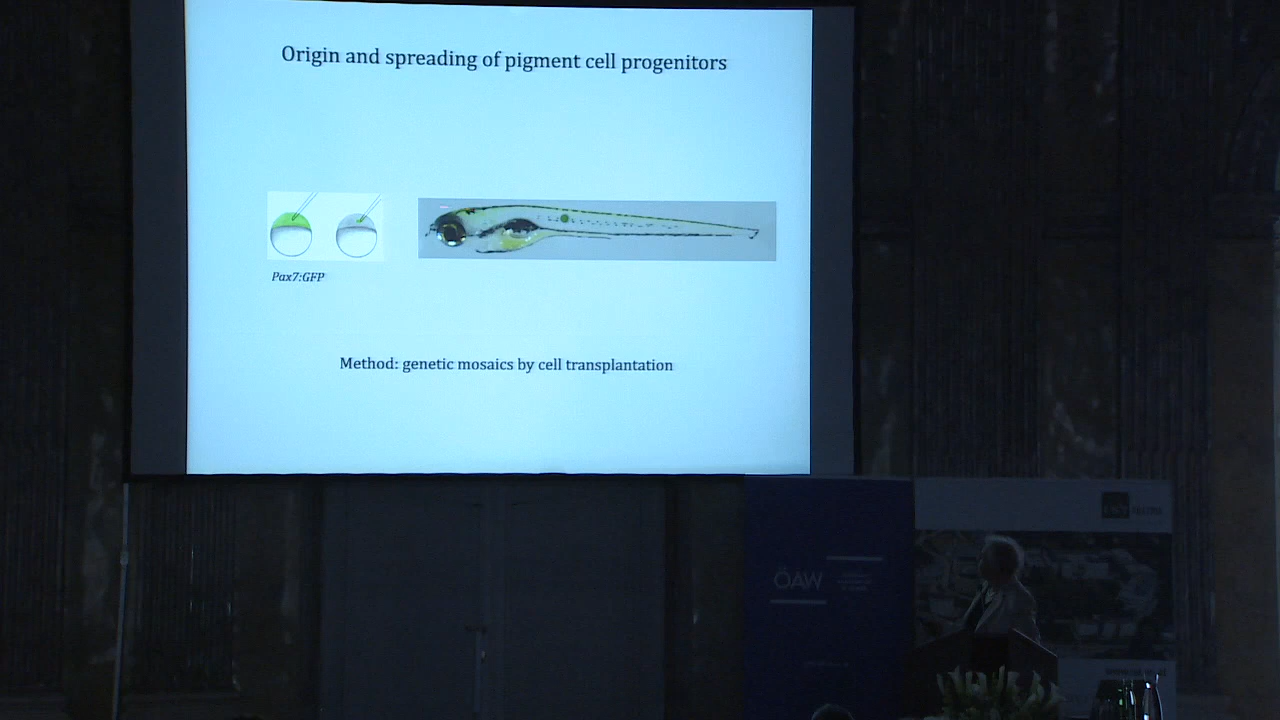 Origin and spreading of pigment cell progenitors
Pax7:GFP
Method: genetic mosaics by cell transplantation
ÖAW